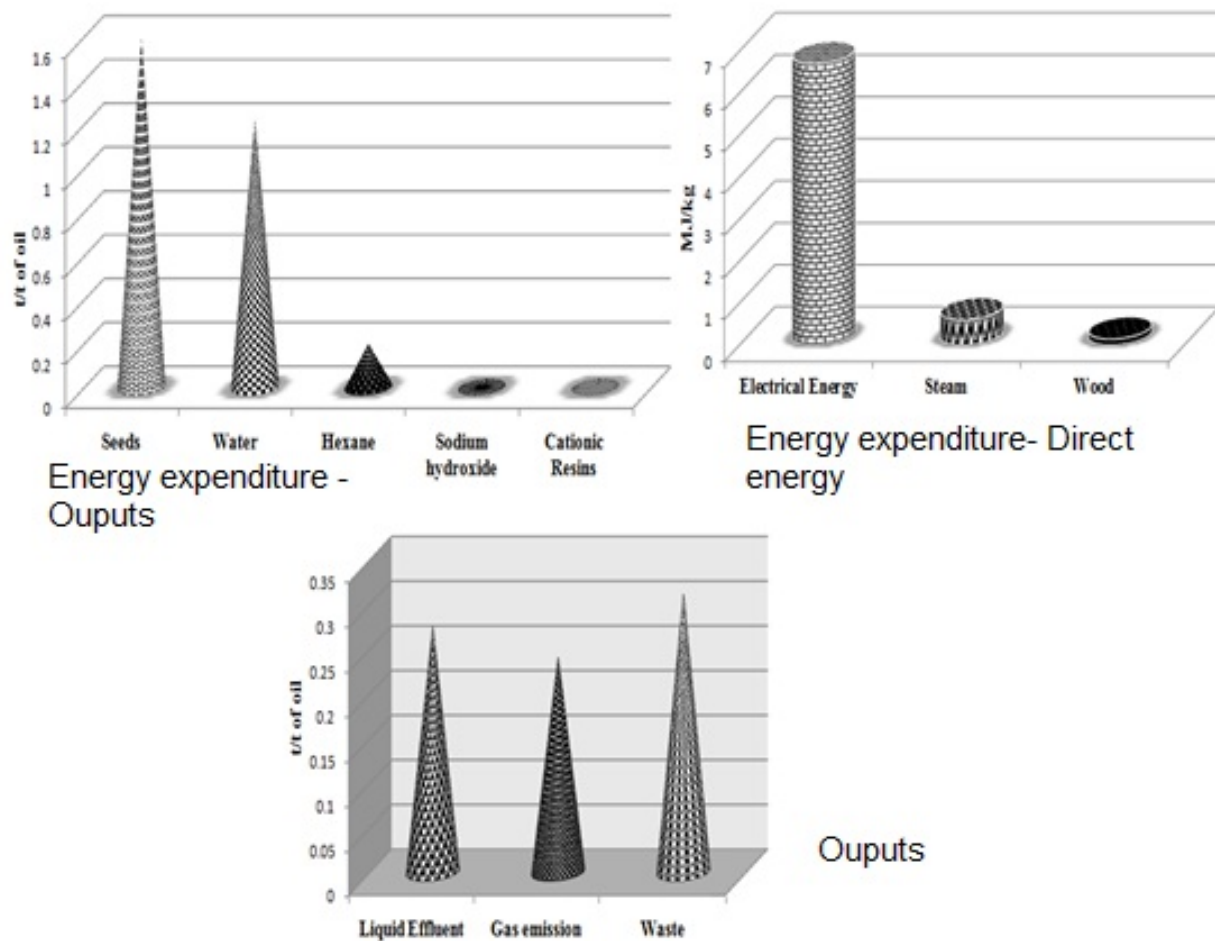 1.6
1.4
1.2
1
0.8
0.6
0.4
0.2
0
t/t of oil
Seeds Water Hexane Sodium hydroxide Cationic Resins
Energy expenditure -
Ouputs
7
6
5
4
3
2
1
0
MJ/kg
Electrical Energy Steam Wood
Energy expenditure- Direct
energy
0.35
0.3
0.25
0.2
0.15
0.1
0.05
0
t/t of oil
Liquid Effluent Gas emission Waste
Ouputs